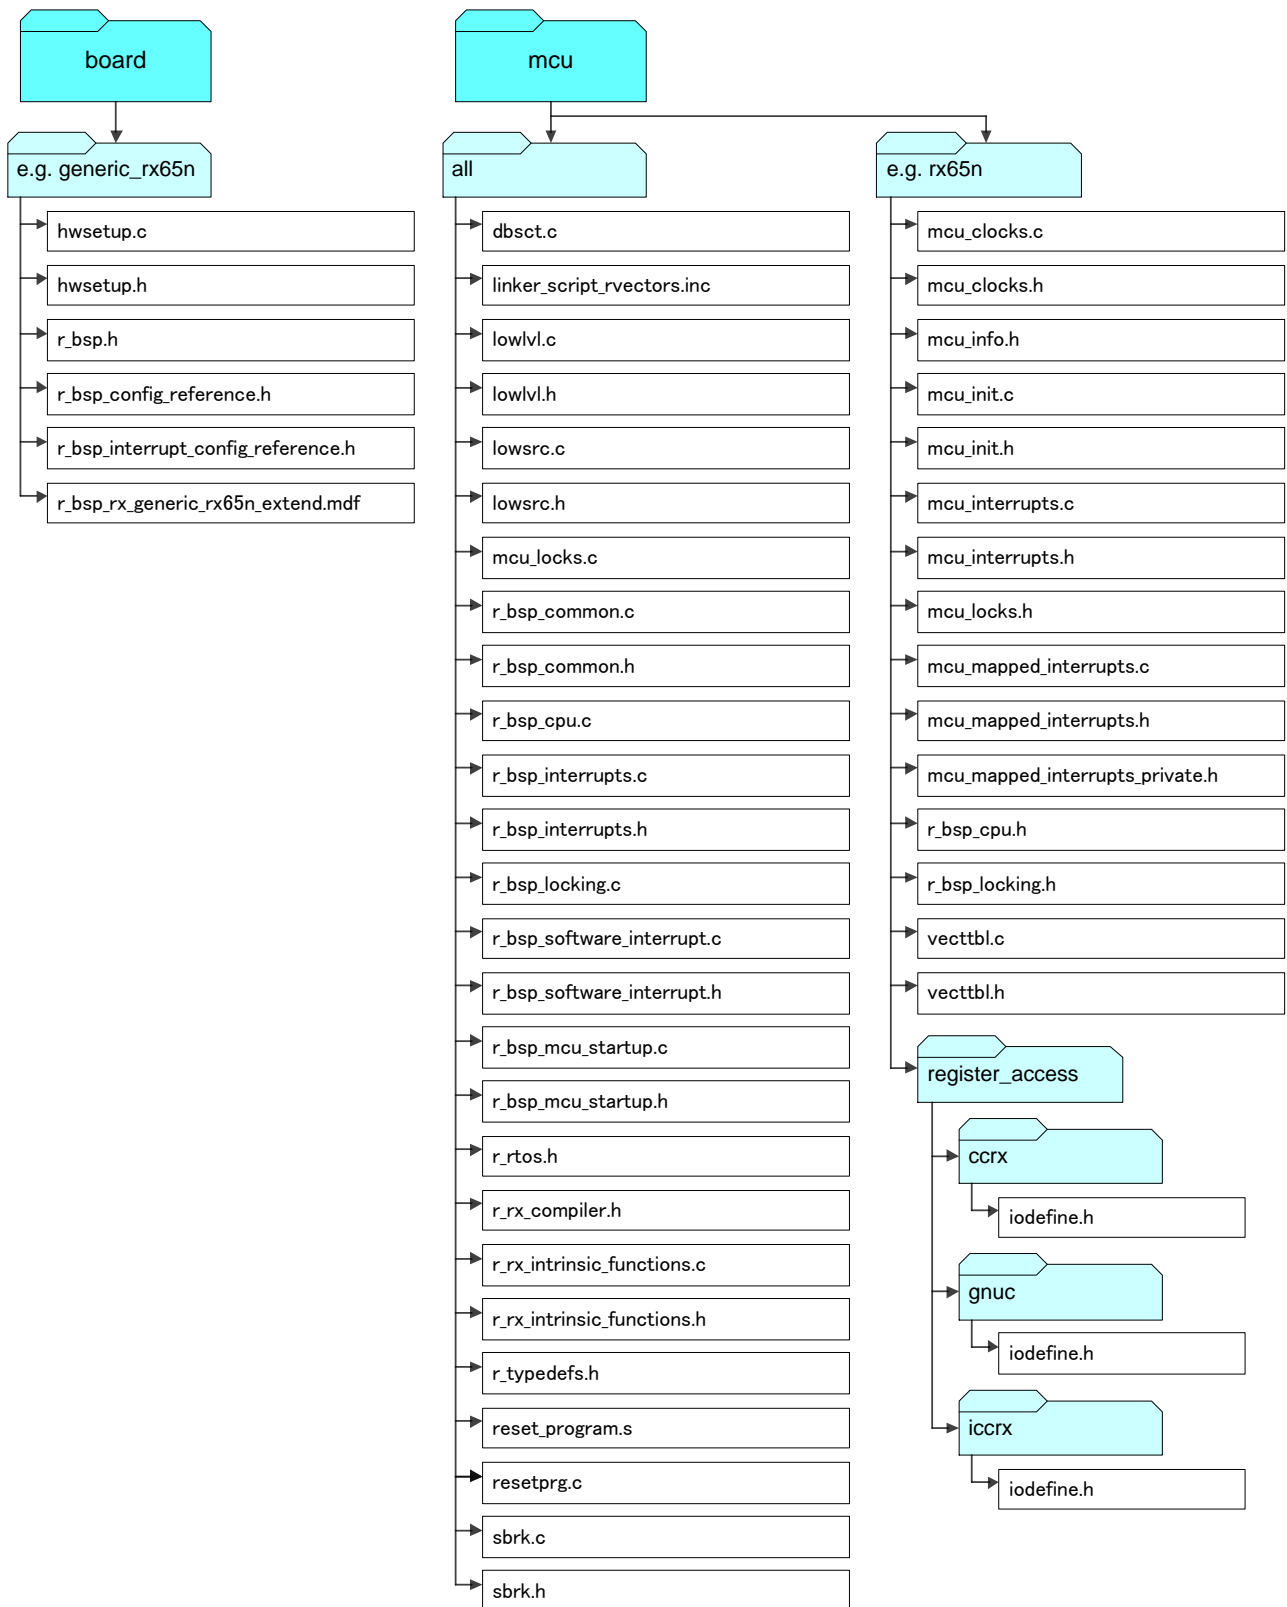 board
e.g. generic_rx65n
hwsetup.c
hwsetup.h
r_bsp.h
r_bsp_config_reference.h
r_bsp_interrupt_config_reference.h
r_bsp_rx_generic_rx65n_extend.mdf
mcu
all
dbsct.c
linker_script_rvectors.inc
lowlvl.c
lowlvl.h
lowsrc.c
lowsrc.h
mcu_locks.c
r_bsp_common.c
r_bsp_common.h
r_bsp_cpu.c
r_bsp_interrupts.c
r_bsp_interrupts.h
r_bsp_locking.c
r_bsp_software_interrupt.c
r_bsp_software_interrupt.h
r_bsp_mcu_startup.c
r_bsp_mcu_startup.h
r_rtos.h
r_rx_compiler.h
r_rx_intrinsic_functions.c
r_rx_intrinsic_functions.h
r_typedefs.h
reset_program.s
resetprg.c
sbrk.c
sbrk.h
e.g. rx65n
mcu_clocks.c
mcu_clocks.h
mcu_info.h
mcu_init.c
mcu_init.h
mcu_interrupts.c
mcu_interrupts.h
mcu_locks.h
mcu_mapped_interrupts.c
mcu_mapped_interrupts.h
mcu_mapped_interrupts_private.h
r_bsp_cpu.h
r_bsp_locking.h
vecttbl.c
vecttbl.h
register_access
ccrx
iodefine.h
gnuc
iodefine.h
iccrx
iodefine.h